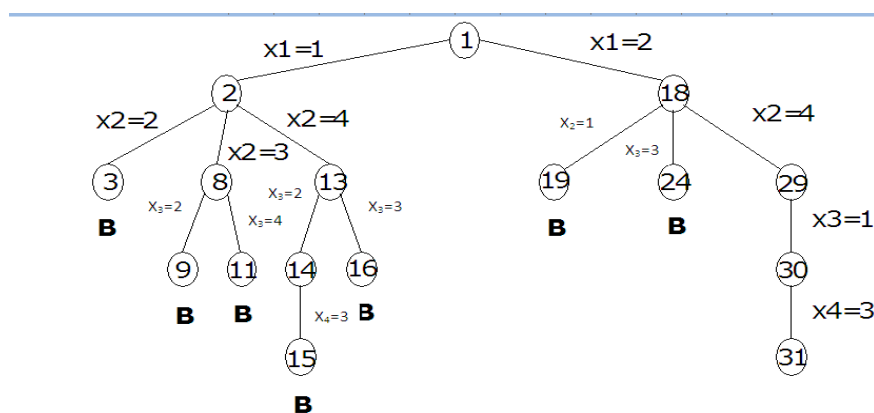 1
x1=1
x1=2
2
18
x2=2
x2=3
x2=4
X₂=1
X₃=3
x2=4
3
8
13
19
24
29
B
X₃=2
X₃=4
X₃=2
X₃=3
B
B
x3=1
9
11
14
16
30
B
B
X₄=3
B
x4=3
15
31
B